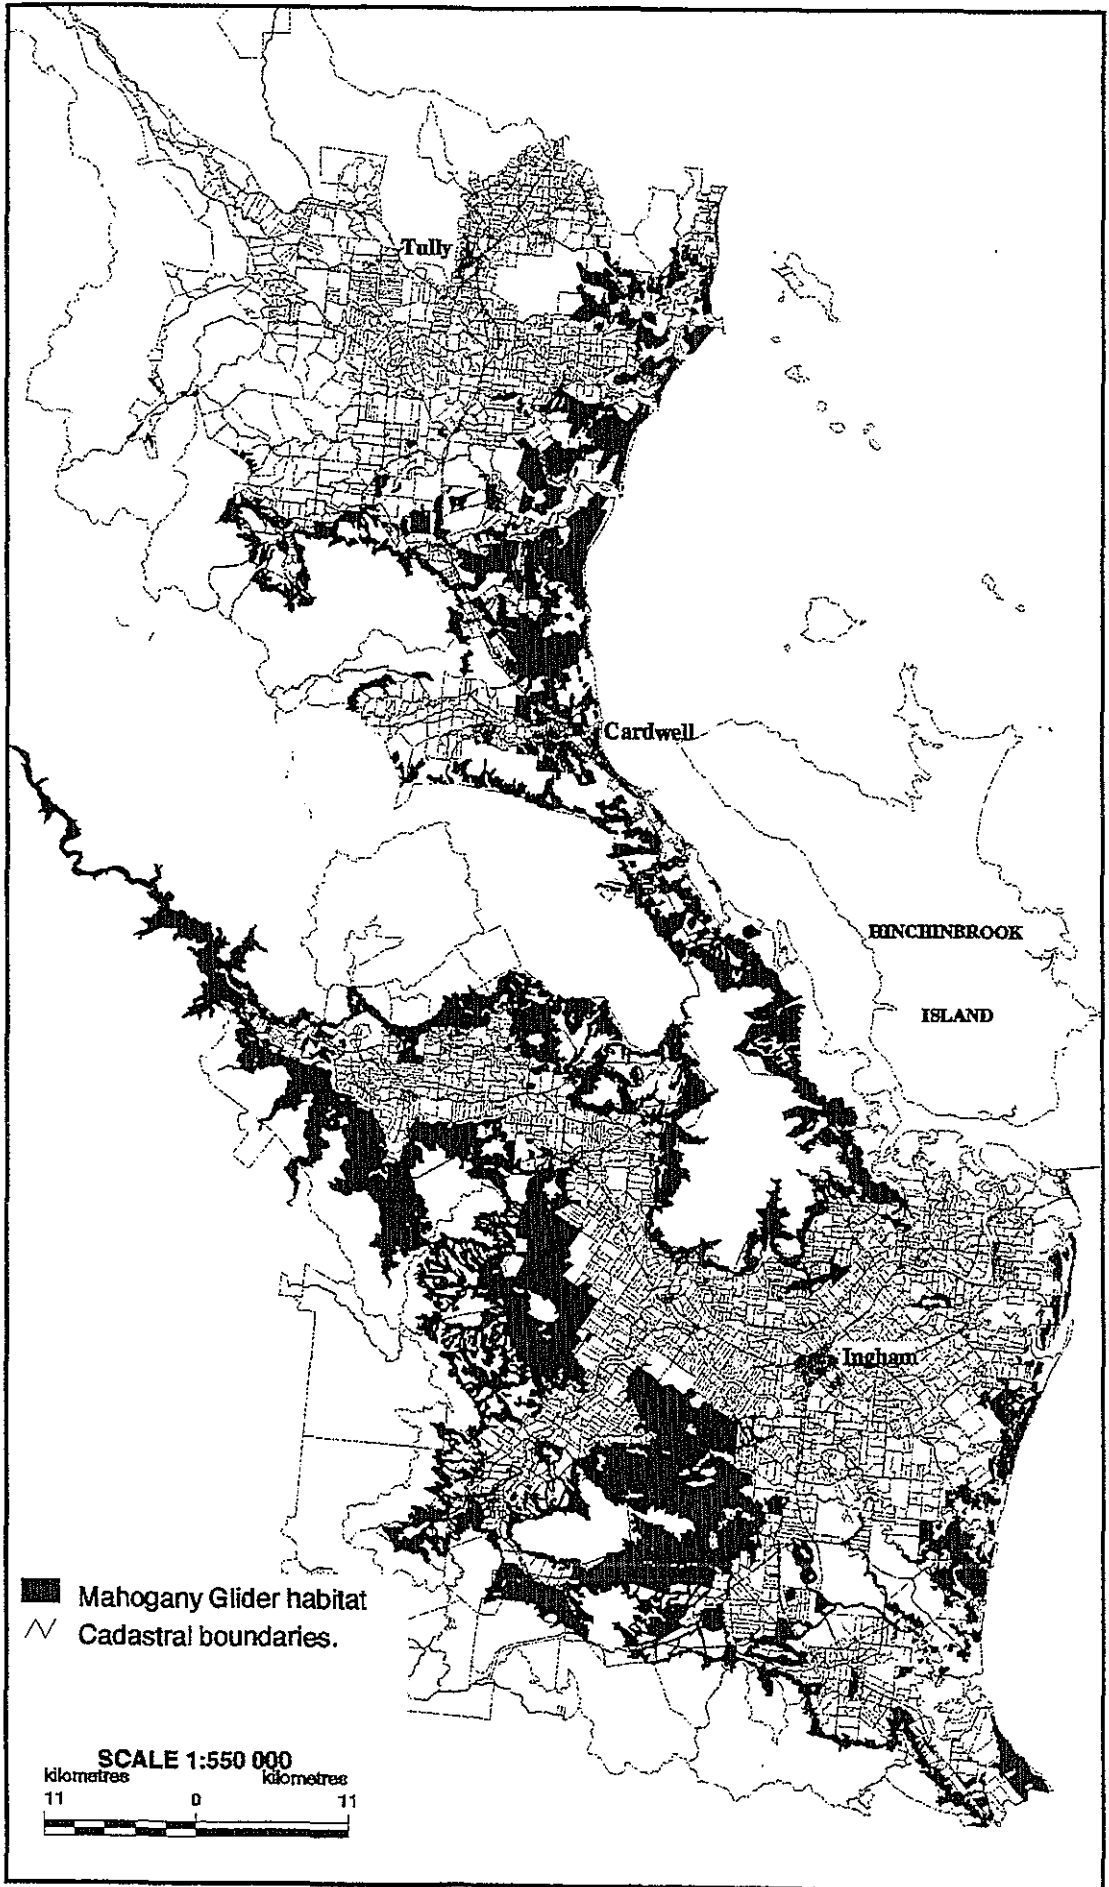 Tully
Cardwell
HINCHINBROOK
ISLAND
Ingham
Mahogany Glider habitat
Cadastral boundaries.
SCALE 1:550 000
kilometres kilometres
11 0 11